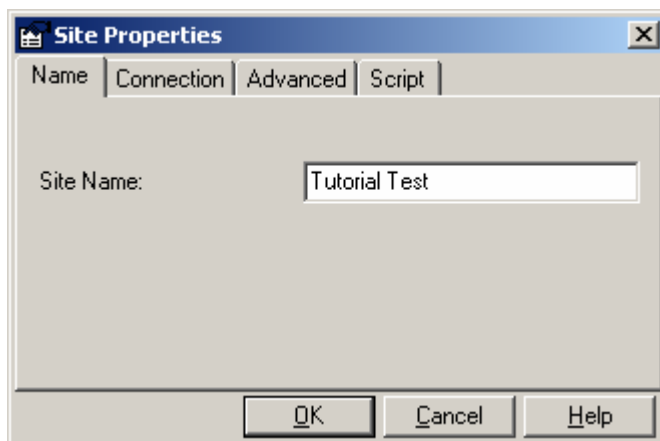 Site Properties
Name Connection Advanced Script
Site Name: Tutorial Test
OK Cancel Help